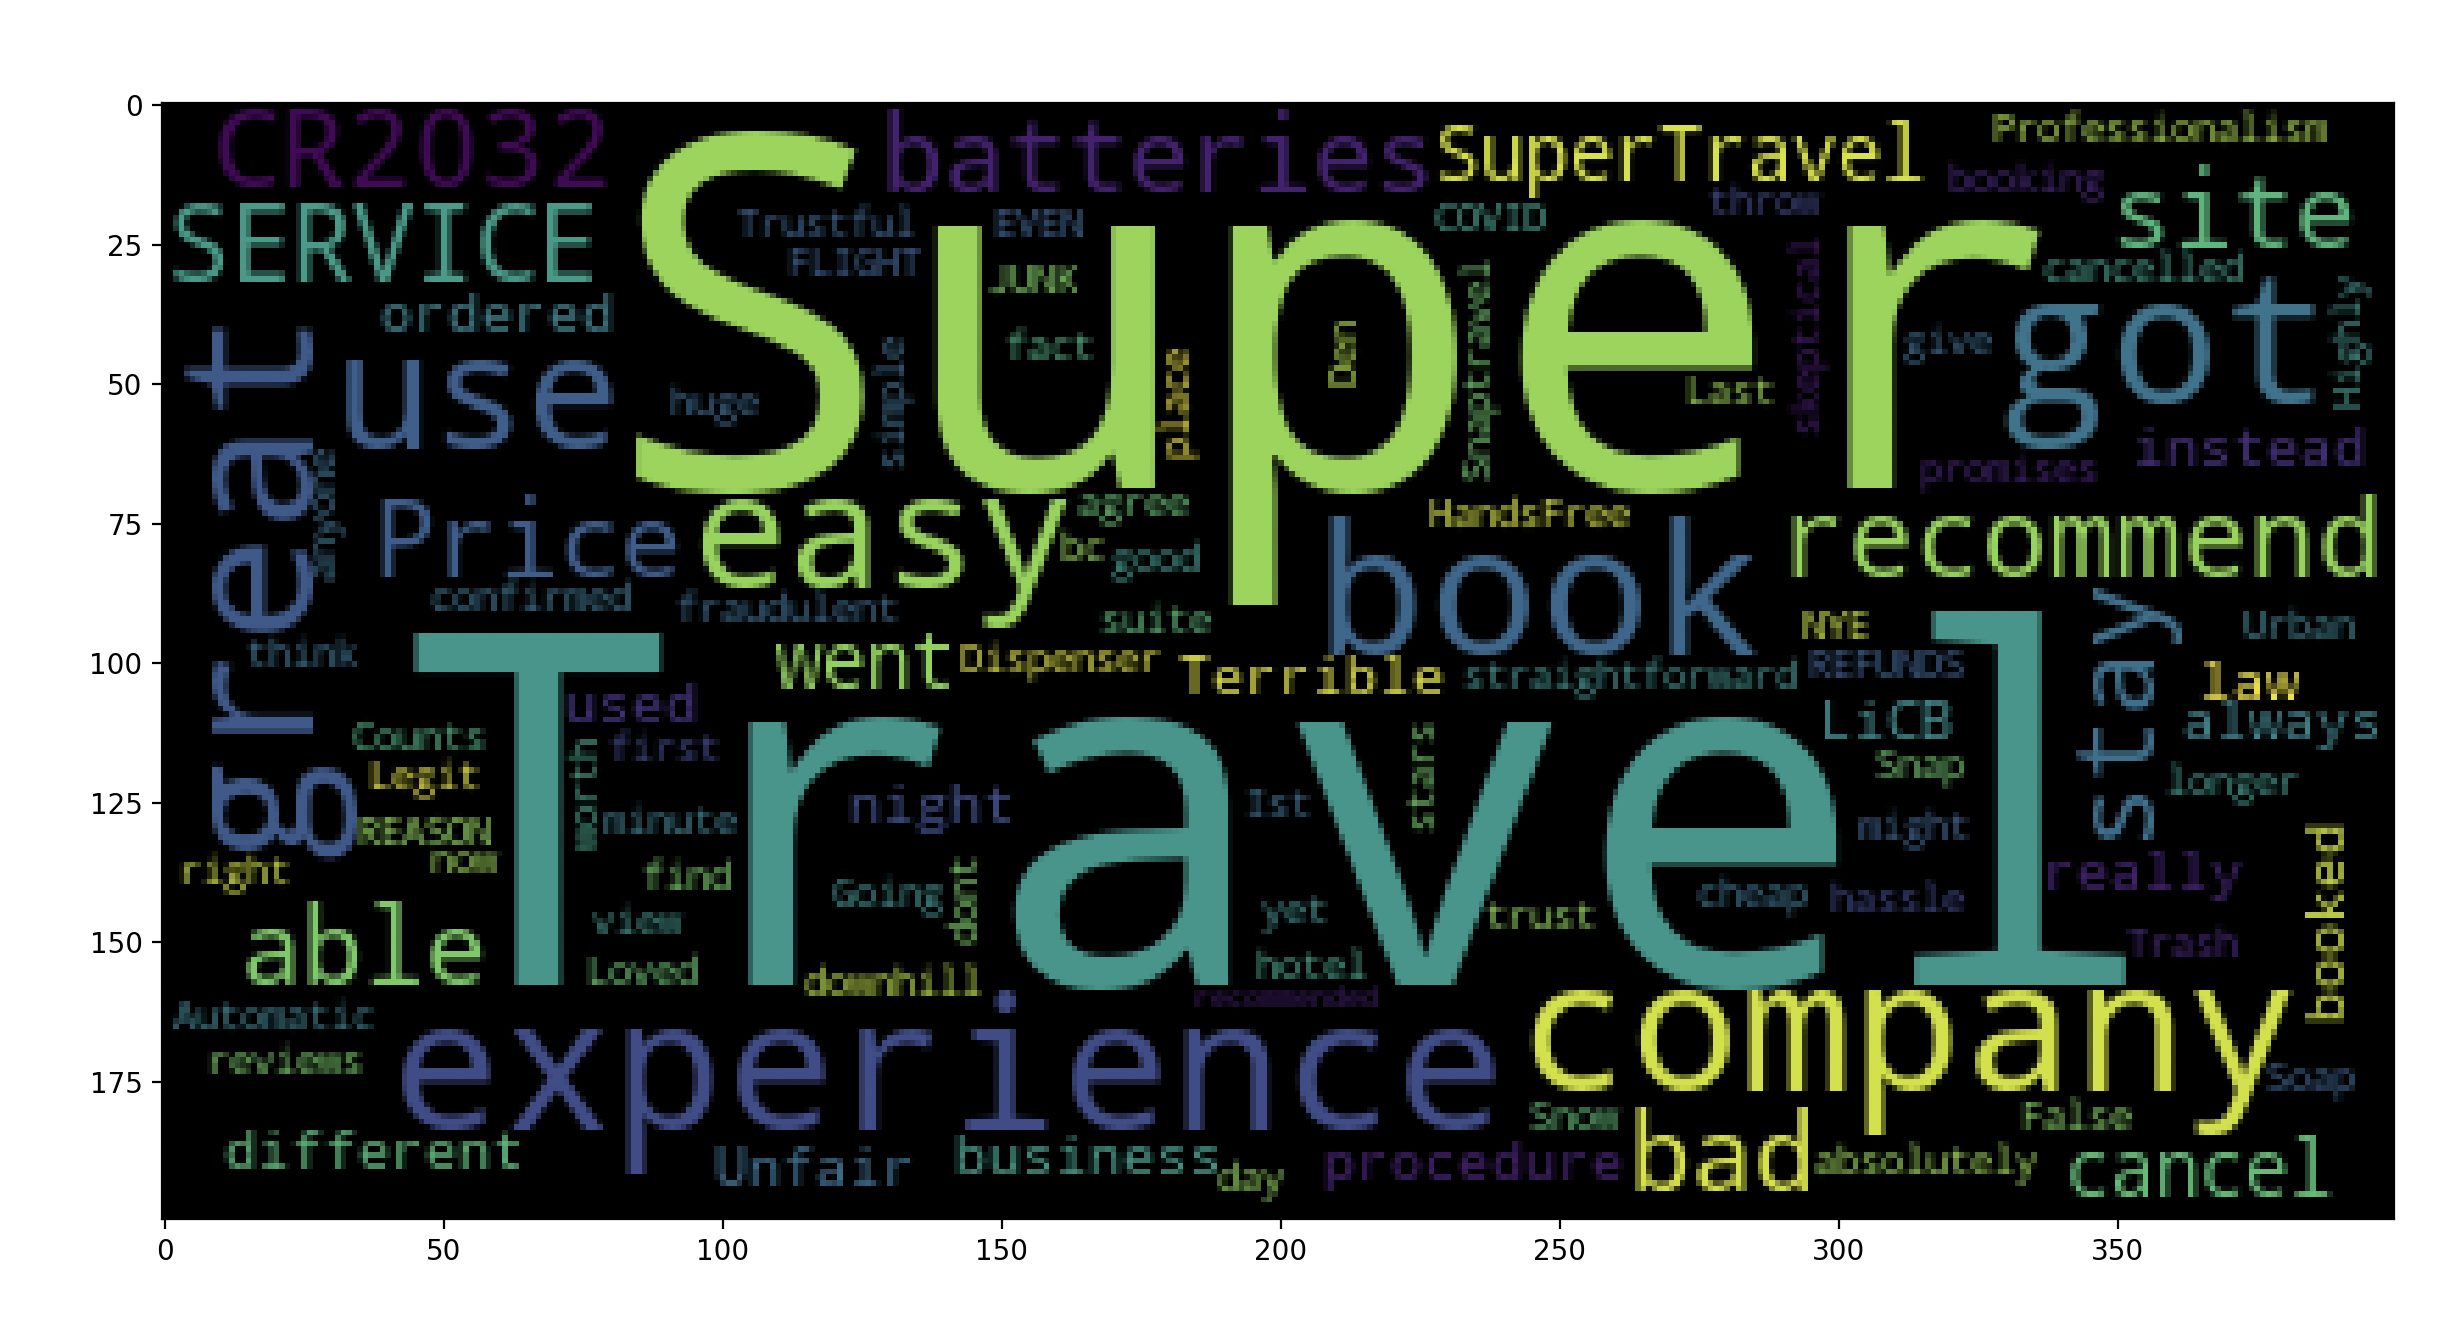 0
CR2032
batteries
SuperTravel
Professionalism
booking
throw
site
SERVICE
Super
Trustful
EVEN
COVID
25
FLIGHT
JUNK
cancelled
ordered
got
Highly
great
use
fact
Dan
Snaptravel
skeptical
give
simple
place
50
huge
Last
instead
promises
anyone
Price
easy
agree
HandsFree
recommend
75
bc
good
book
confirmed
fraudulent
suite
NYE
Urban
think
Travel
went
Dispenser
Terrible
straightforward
REFUNDS
stay
law
100
used
LiCB
always
Counts
worth
first
stars
Snap
Legit
longer
125
REASON
minute
night
Ist
might
now
right
find
Going
dont
cheap
hassle
really
booked
able
view
yet
trust
150
Loved
downhill
hotel
Trash
Automatic
recommended
company
reviews
experience
175
Soap
Snow
False
different
Unfair
business
day
procedure
bad
absolutely
cancel
0 50 100 150 200 250 300 350